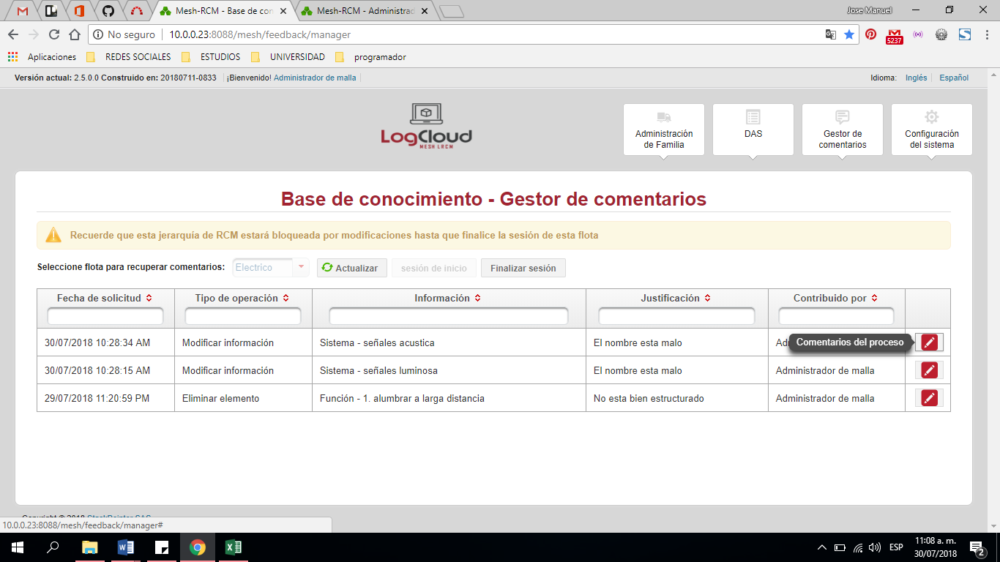 Mesh-RCM - Base de con
Mesh-RCM - Administrad
Jose Manuel
No seguro
10.0.0.23:8088/mesh/feedback/manager
5237
Aplicaciones
REDES SOCIALES
ESTUDIOS
UNIVERSIDAD
programador
Versión actual: 2.5.0.0 Construido en: 20180711-0833
¡Bienvenido! Administrador de malla
Idioma:
Inglés
Español
LogCloud
MESH LRCM
Administración
de Familia
DAS
Gestor de
comentarios
Configuración
del sistema
Base de conocimiento - Gestor de comentarios
Recuerde que esta jerarquía de RCM estará bloqueada por modificaciones hasta que finalice la sesión de esta flota
Seleccione flota para recuperar comentarios:
Electrico
Actualizar
sesión de inicio
Finalizar sesión
Fecha de solicitud
Tipo de operación
Información
Justificación
Contribuido por
30/07/2018 10:28:34 AM
Modificar información
Sistema - señales acustica
El nombre esta malo
Ad
Comentarios del proceso
30/07/2018 10:28:15 AM
Modificar información
Sistema - señales luminosa
El nombre esta malo
Administrador de malla
29/07/2018 11:20:59 PM
Eliminar elemento
Función - 1. alumbrar a larga distancia
No esta bien estructurado
Administrador de malla
Copyright © 2018 StackPointer SAS
10.0.0.23:8088/mesh/feedback/manager#
ESP
11:08 a. m.
30/07/2018
2